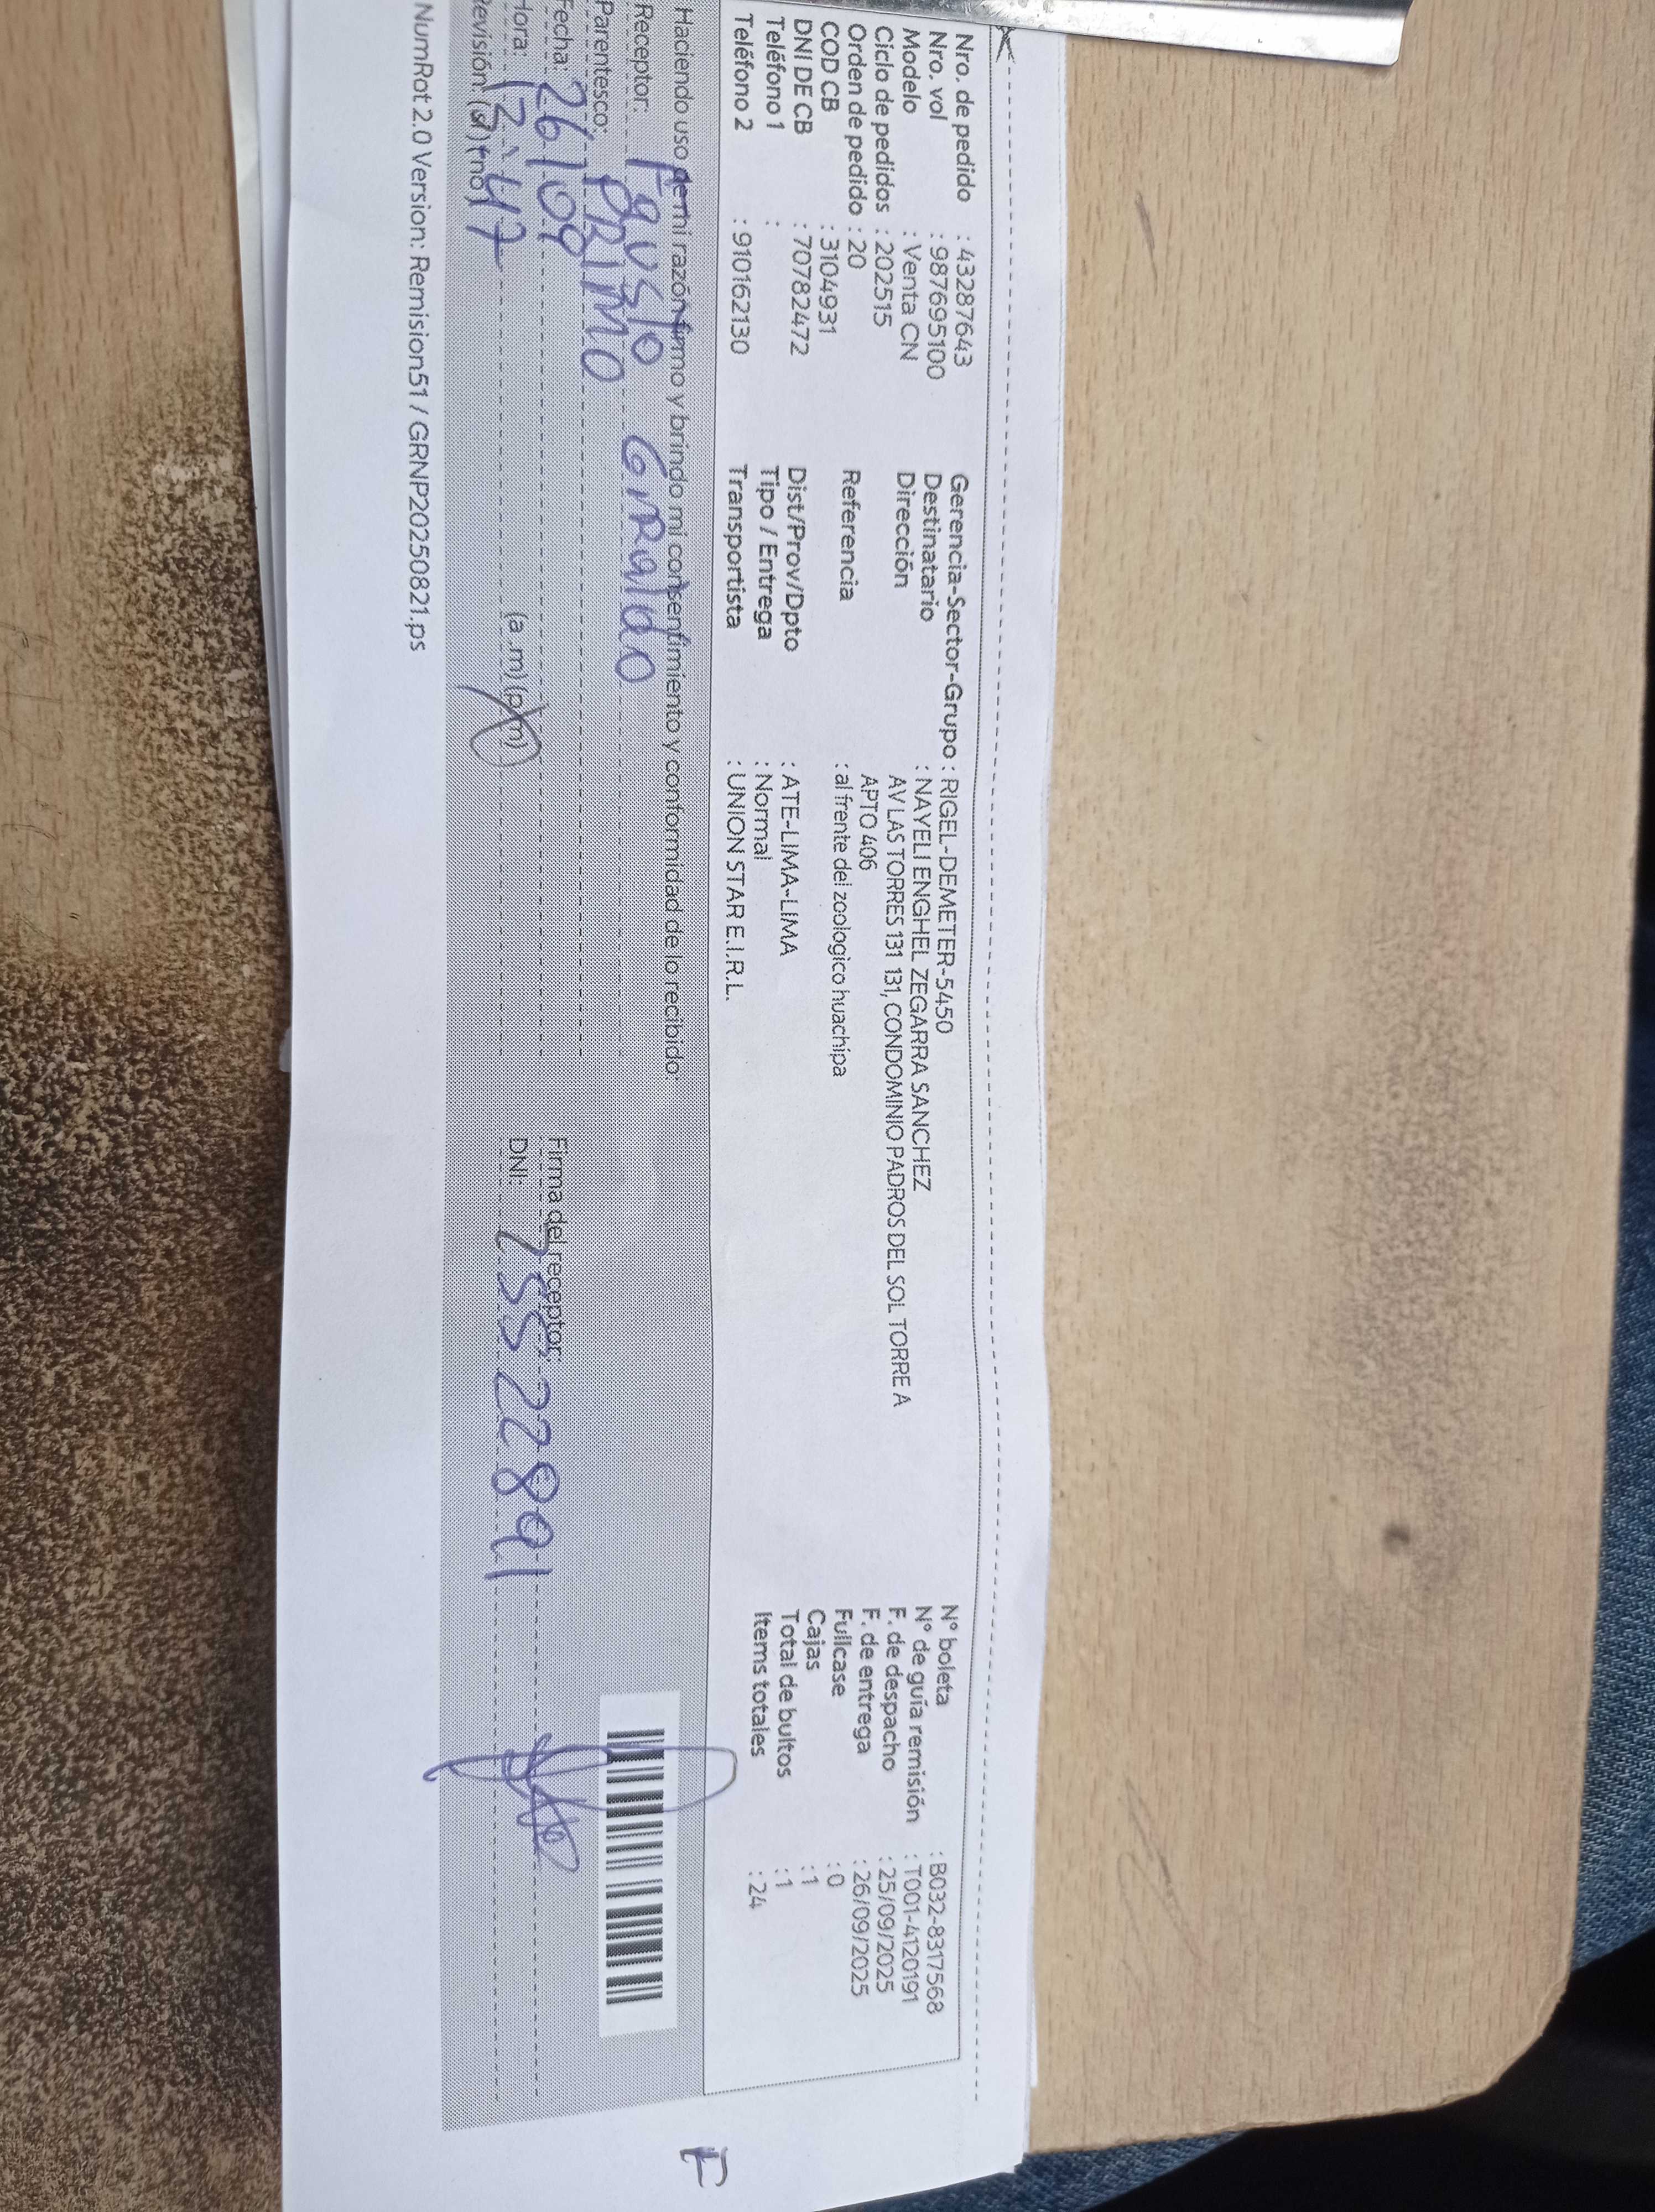 Nro. de pedido : 43287643
Nro. vol : 987695100
Modelo : Venta CN
Ciclo de pedidos : 202515
Orden de pedido : 20
COD CB : 3104931
DNI DE CB : 70782472
Teléfono 1 :
Teléfono 2 : 910162130
Gerencia-Sector-Grupo : RIGEL-DEMETER-5450
Destinatario : NAYELI ENGHEL ZEGARRA SANCHEZ
Dirección AV LAS TORRES 131 131, CONDOMINIO PADROS DEL SOL TORRE A
APTO 406
Referencia : al frente del zoologico huachipa
Dist/Prov/Dpto : ATE-LIMA-LIMA
Tipo / Entrega : Normal
Transportista : UNION STAR E.I.R.L.
N° boleta : B032-8317568
N° de guía remisión : T001-4120191
F. de despacho : 25/09/2025
F. de entrega : 26/09/2025
Fullcase : 0
Cajas : 1
Total de bultos : 1
Items totales : 24
Haciendo uso de mi razón firmo y brindo mi consentimiento y conformidad de lo recibido:
Receptor: Fausto Giraldo
Parentesco: PRIMO
Fecha: 26/09
Hora: 12:47 (a.m) (p.m)
Revisión: (si) (no)
Firma del receptor:
DNI: 25522891
NumRot 2.0 Version: Remision51 / GRNP20250821.ps